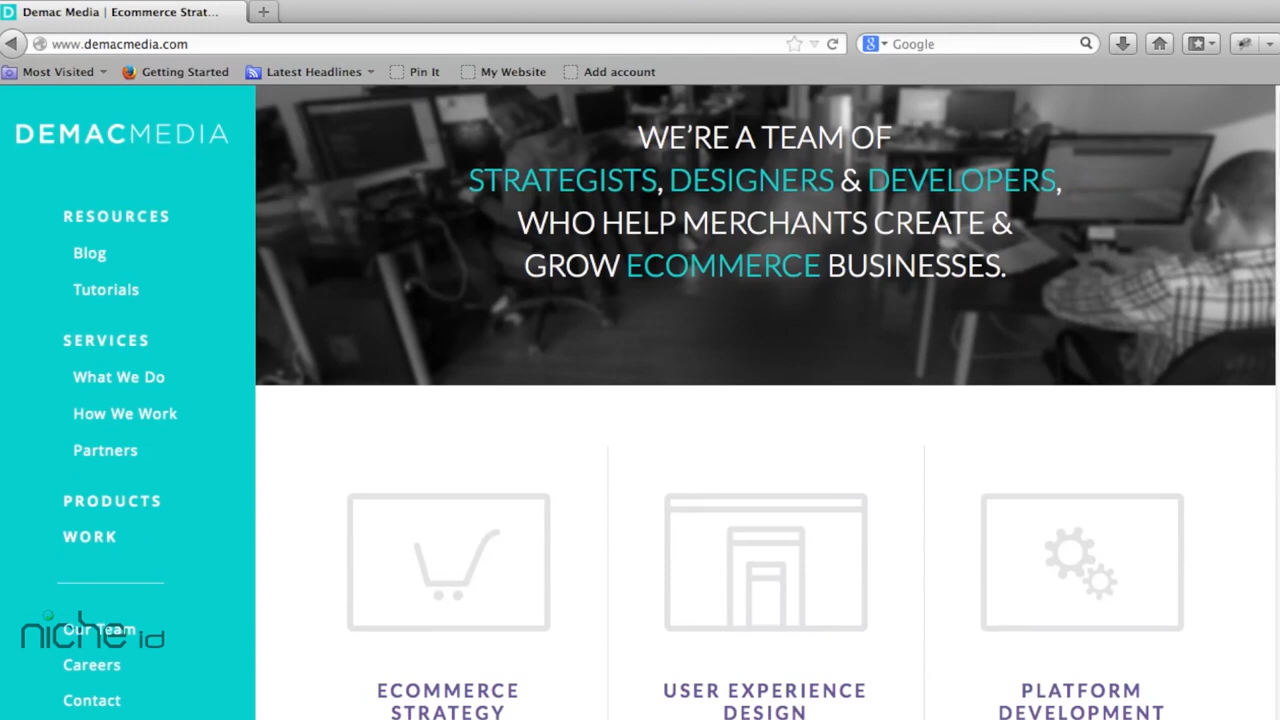 Demac Media | Ecommerce Strat...
www.demacmedia.com
Google
Most Visited
Getting Started
Latest Headlines
Pin It
My Website
Add account
DEMACMEDIA
RESOURCES
Blog
Tutorials
SERVICES
What We Do
How We Work
Partners
PRODUCTS
WORK
Our Team
niche id
Careers
Contact
WE'RE A TEAM OF
STRATEGISTS, DESIGNERS & DEVELOPERS,
WHO HELP MERCHANTS CREATE &
GROW ECOMMERCE BUSINESSES.
ECOMMERCE
STRATEGY
USER EXPERIENCE
DESIGN
PLATFORM
DEVELOPMENT